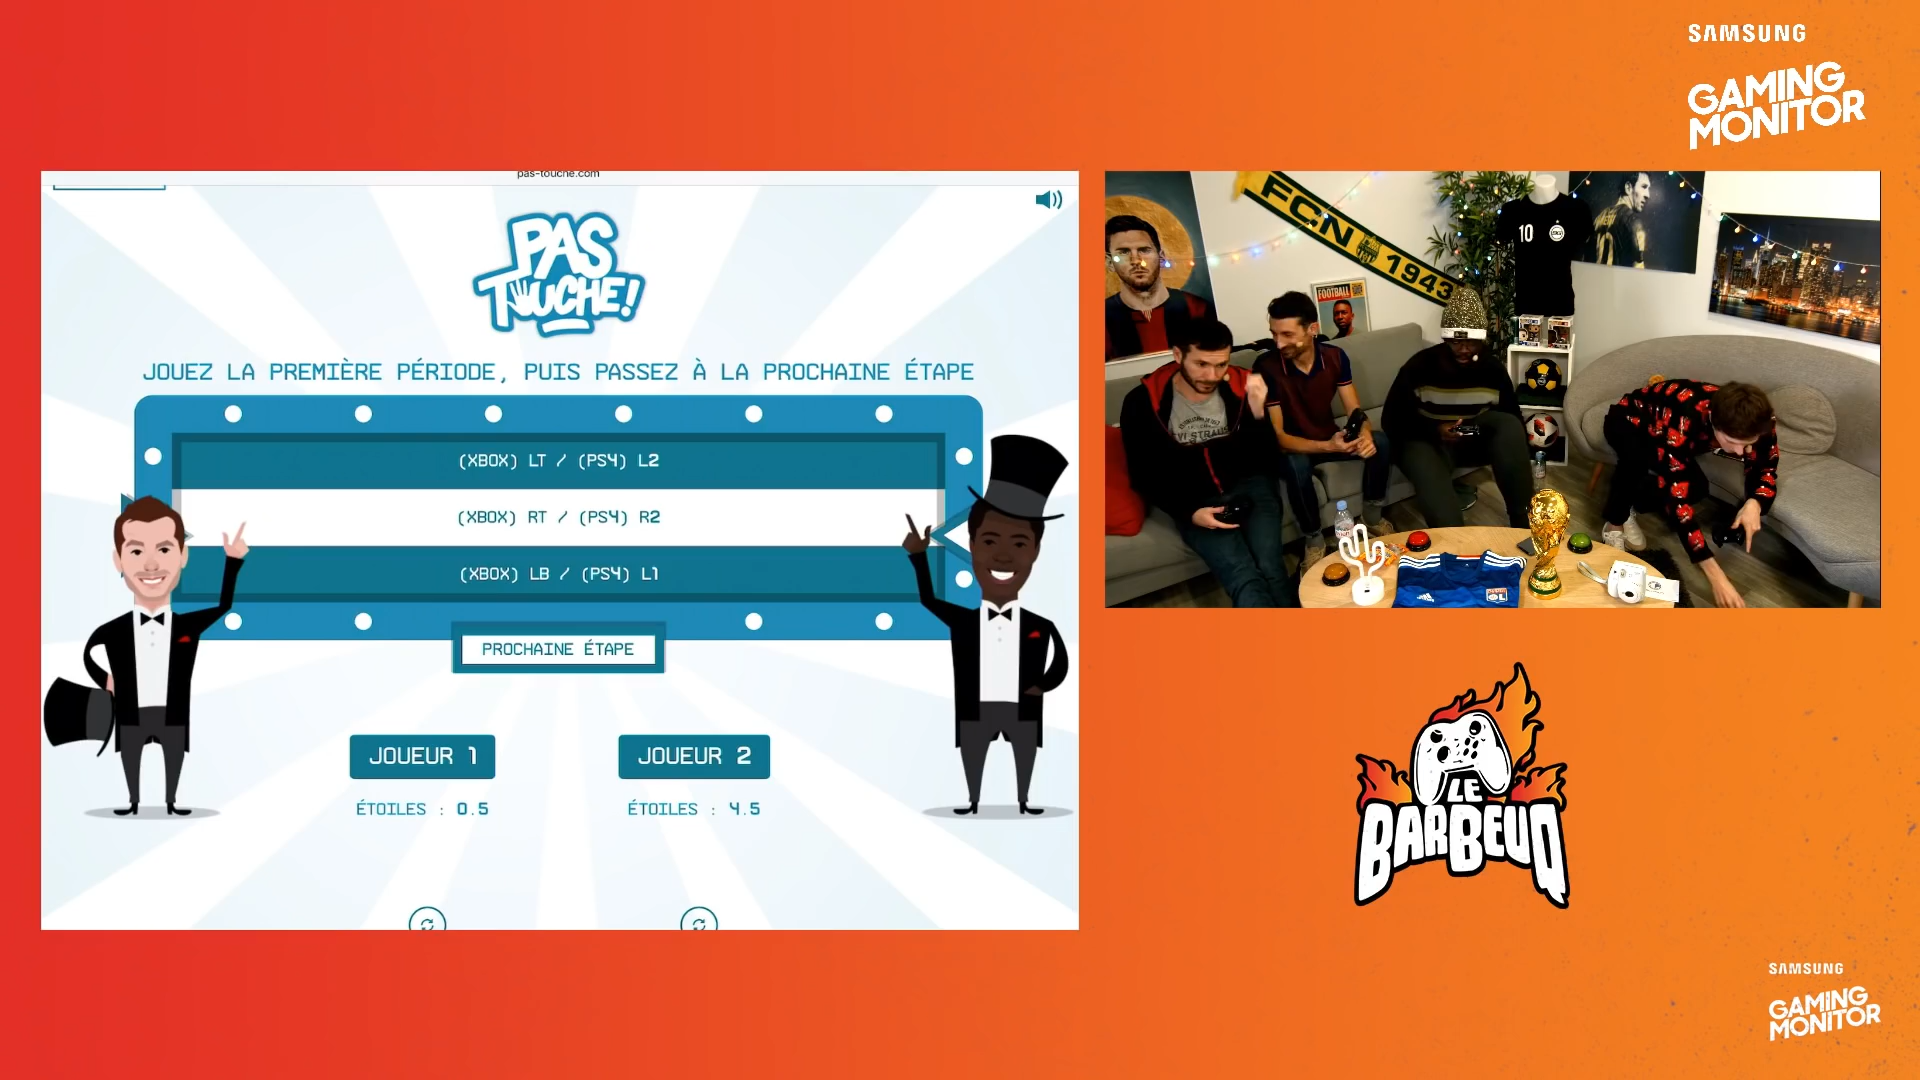 SAMSUNG
GAMING
MONITOR
pas-touche.com
PAS
TOUCHE!
JOUEZ LA PREMIÈRE PÉRIODE, PUIS PASSEZ À LA PROCHAINE ÉTAPE
(XBOX) LT / (PS4) L2
(XBOX) RT / (PS4) R2
(XBOX) LB / (PS4) L1
PROCHAINE ÉTAPE
JOUEUR 1
JOUEUR 2
ÉTOILES : 0.5
ÉTOILES : 4.5
FCN 1943
FOOTBALL
10
10
OL
LE
BARBEUQ
SAMSUNG
GAMING
MONITOR